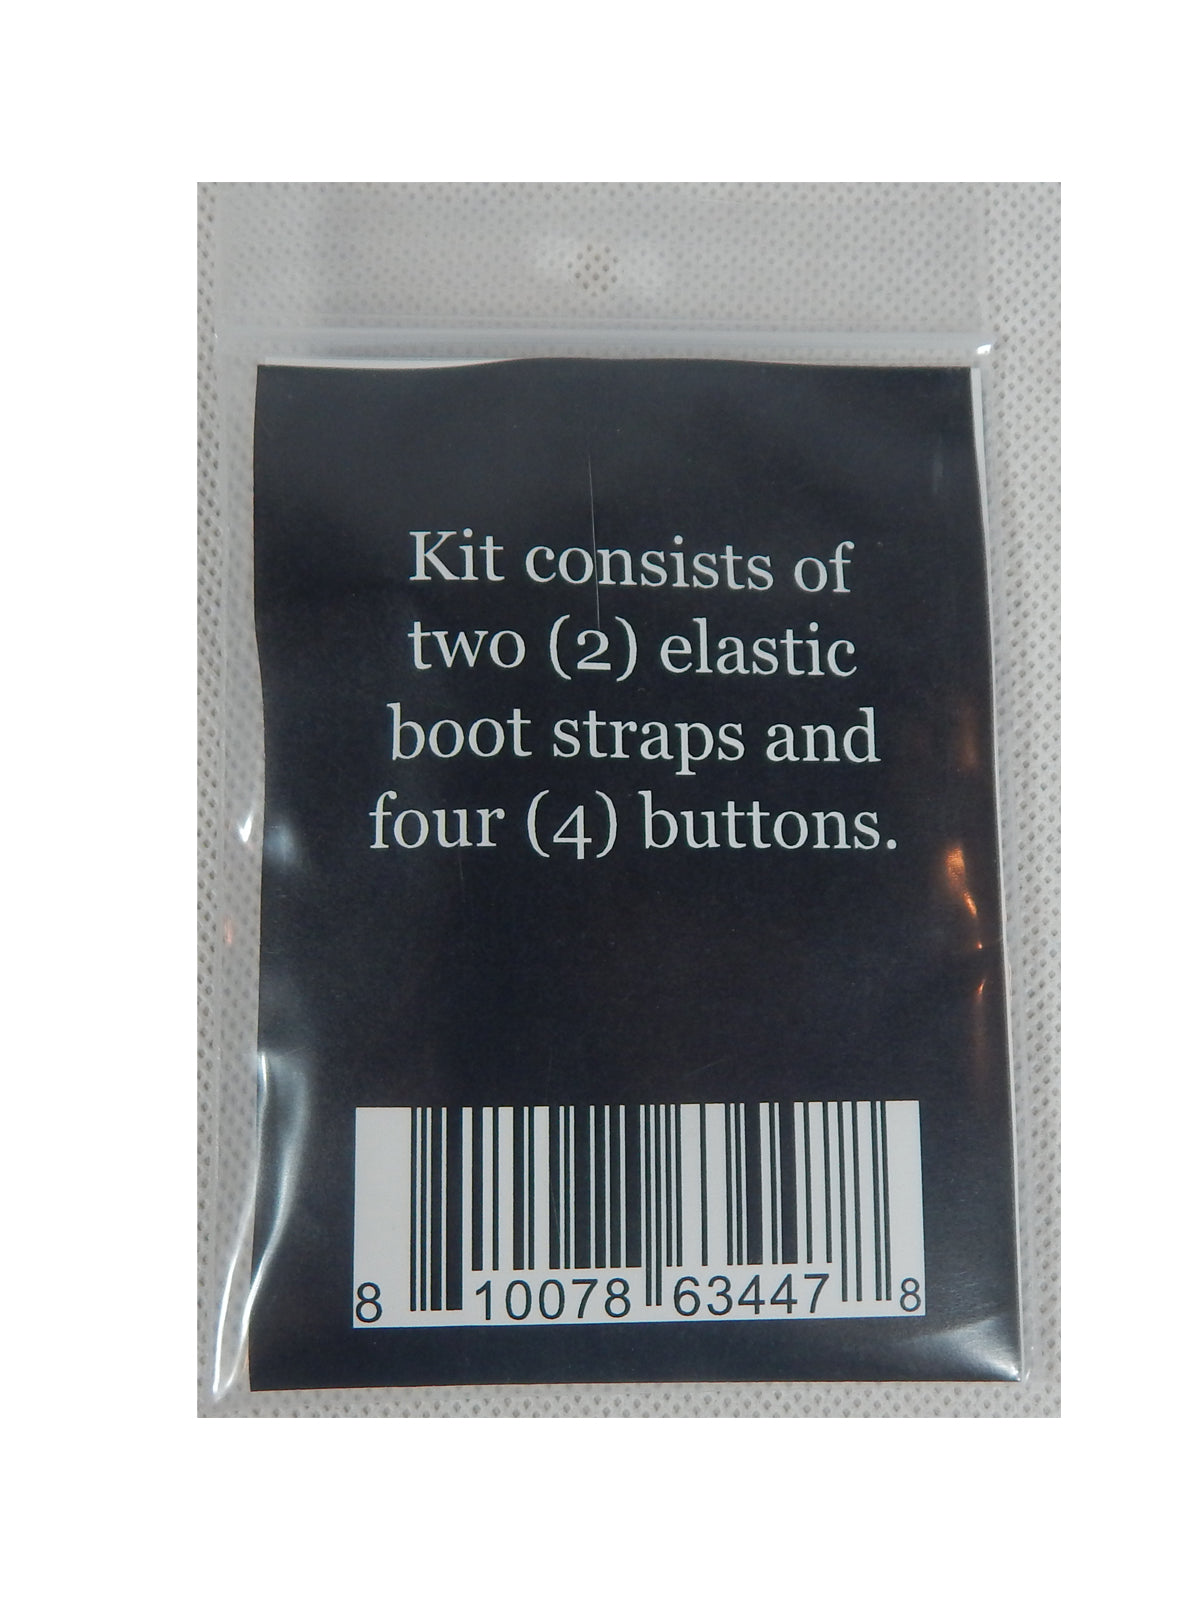 Kit consists of
two (2) elastic
boot straps and
four (4) buttons.
8 10078 63447 8